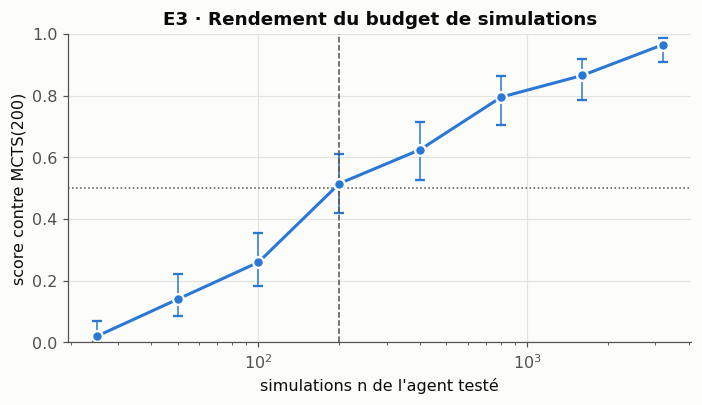 E3 · Rendement du budget de simulations
score contre MCTS(200)
1.0
0.8
0.6
0.4
0.2
0.0
10²
10³
simulations n de l'agent testé